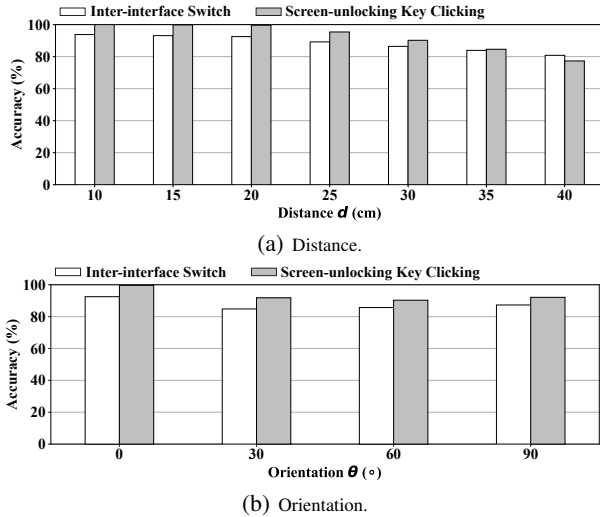 Inter-interface Switch Screen-unlocking Key Clicking
100
80
60
40
20
0
Accuracy (%)
10 15 20 25 30 35 40
Distance d (cm)
(a) Distance.
Inter-interface Switch Screen-unlocking Key Clicking
100
80
60
40
20
0
Accuracy (%)
0 30 60 90
Orientation θ (∘)
(b) Orientation.